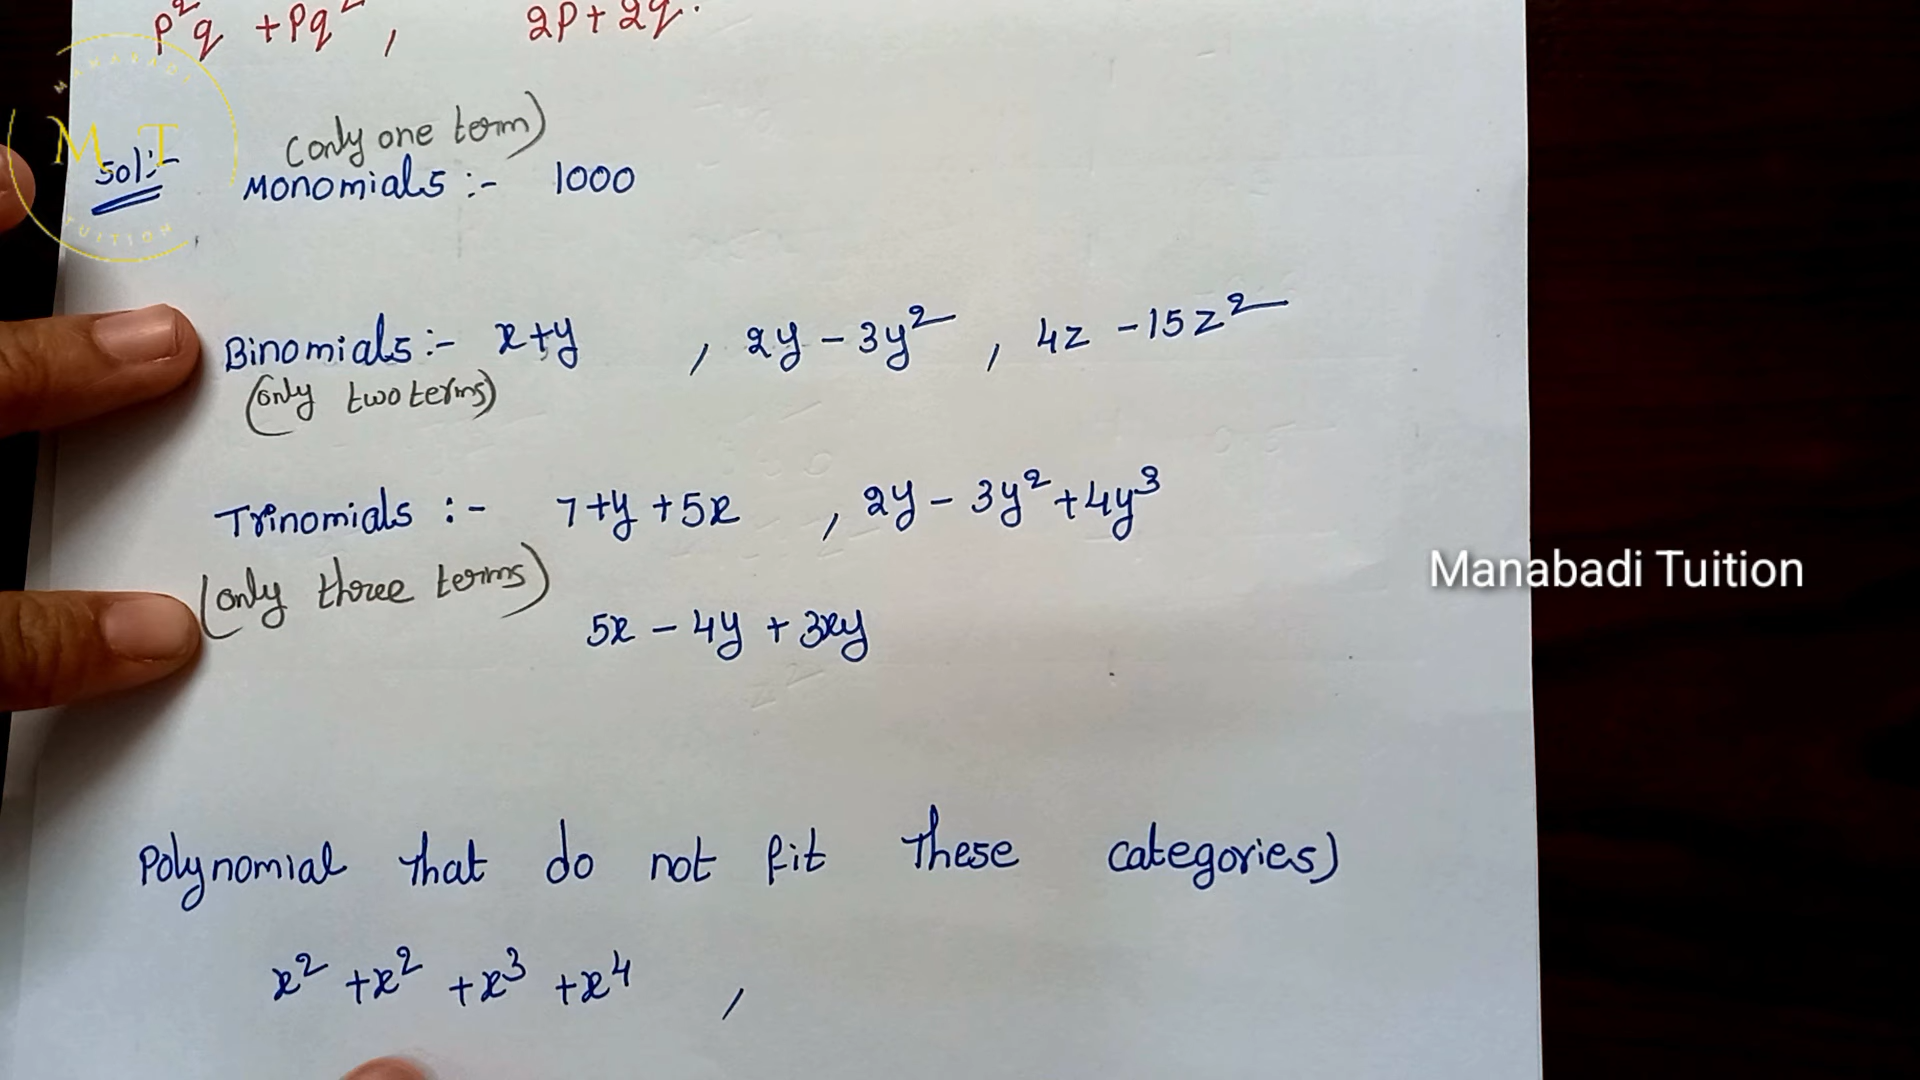 p²q + pq² , 2p + 2q.
MANABADI
M T
TUITION
Sol:-
(only one term)
Monomials :- 1000
Binomials :- x+y , 2y - 3y² , 4z - 15z²
(only two terms)
Trinomials :- 7+y+5x , 2y - 3y² + 4y³
(only three terms)
5x - 4y + 3xy
Manabadi Tuition
Polynomial that do not fit these categories)
x² + x² + x³ + x⁴ ,